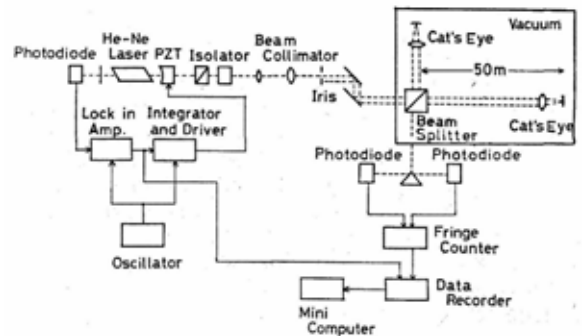 Photodiode
He-Ne
Laser
PZT
Isolator
Beam
Collimator
Iris
Vacuum
Cat's Eye
50m
Cat's Eye
Beam
Splitter
Lock in
Amp.
Integrator
and Driver
Oscillator
Photodiode
Photodiode
Fringe
Counter
Data
Recorder
Mini
Computer